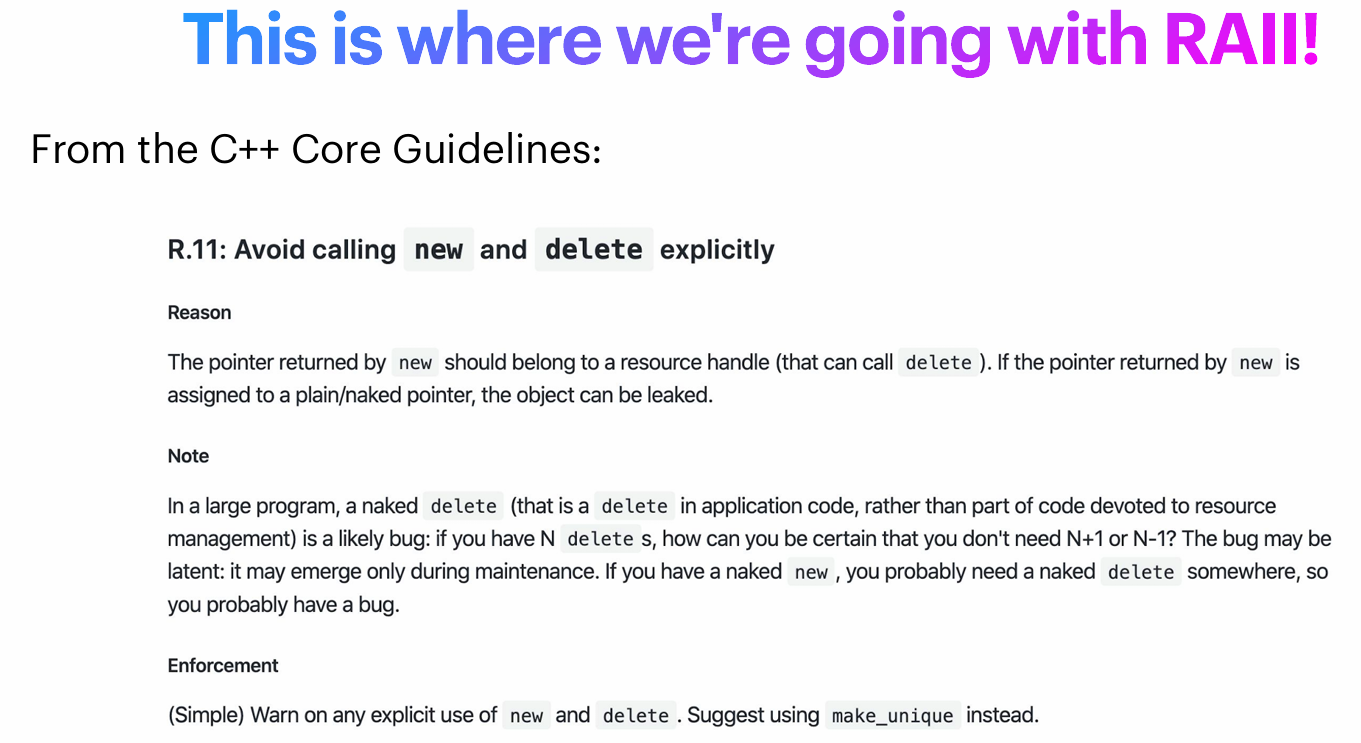 This is where we're going with RAII!
From the C++ Core Guidelines:
R.11: Avoid calling new and delete explicitly
Reason
The pointer returned by new should belong to a resource handle (that can call delete ). If the pointer returned by new is
assigned to a plain/naked pointer, the object can be leaked.
Note
In a large program, a naked delete (that is a delete in application code, rather than part of code devoted to resource
management) is a likely bug: if you have N delete s, how can you be certain that you don't need N+1 or N-1? The bug may be
latent: it may emerge only during maintenance. If you have a naked new , you probably need a naked delete somewhere, so
you probably have a bug.
Enforcement
(Simple) Warn on any explicit use of new and delete . Suggest using make_unique instead.